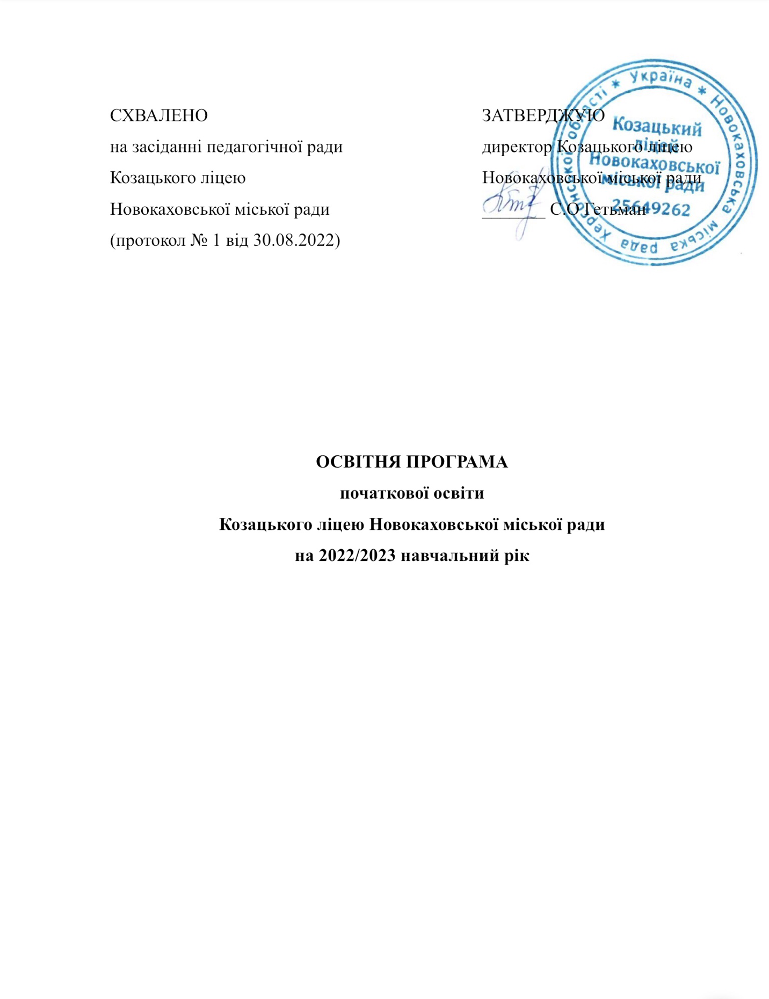 СХВАЛЕНО
на засіданні педагогічної ради
Козацького ліцею
Новокаховської міської ради
(протокол № 1 від 30.08.2022)
ЗАТВЕРДЖУЮ
директор Козацького ліцею
Новокаховської міської ради
________ С.О Гетьман
* Україна * Новокаховська міська рада Херсонської області
Козацький
ліцей
Новокаховської
міської ради
25649262
ОСВІТНЯ ПРОГРАМА
початкової освіти
Козацького ліцею Новокаховської міської ради
на 2022/2023 навчальний рік